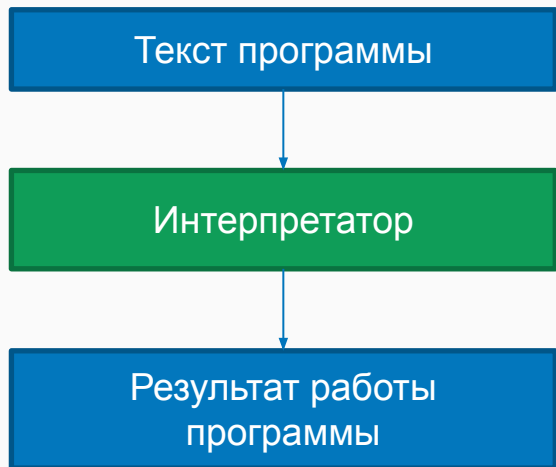 Текст программы
Интерпретатор
Результат работы
программы